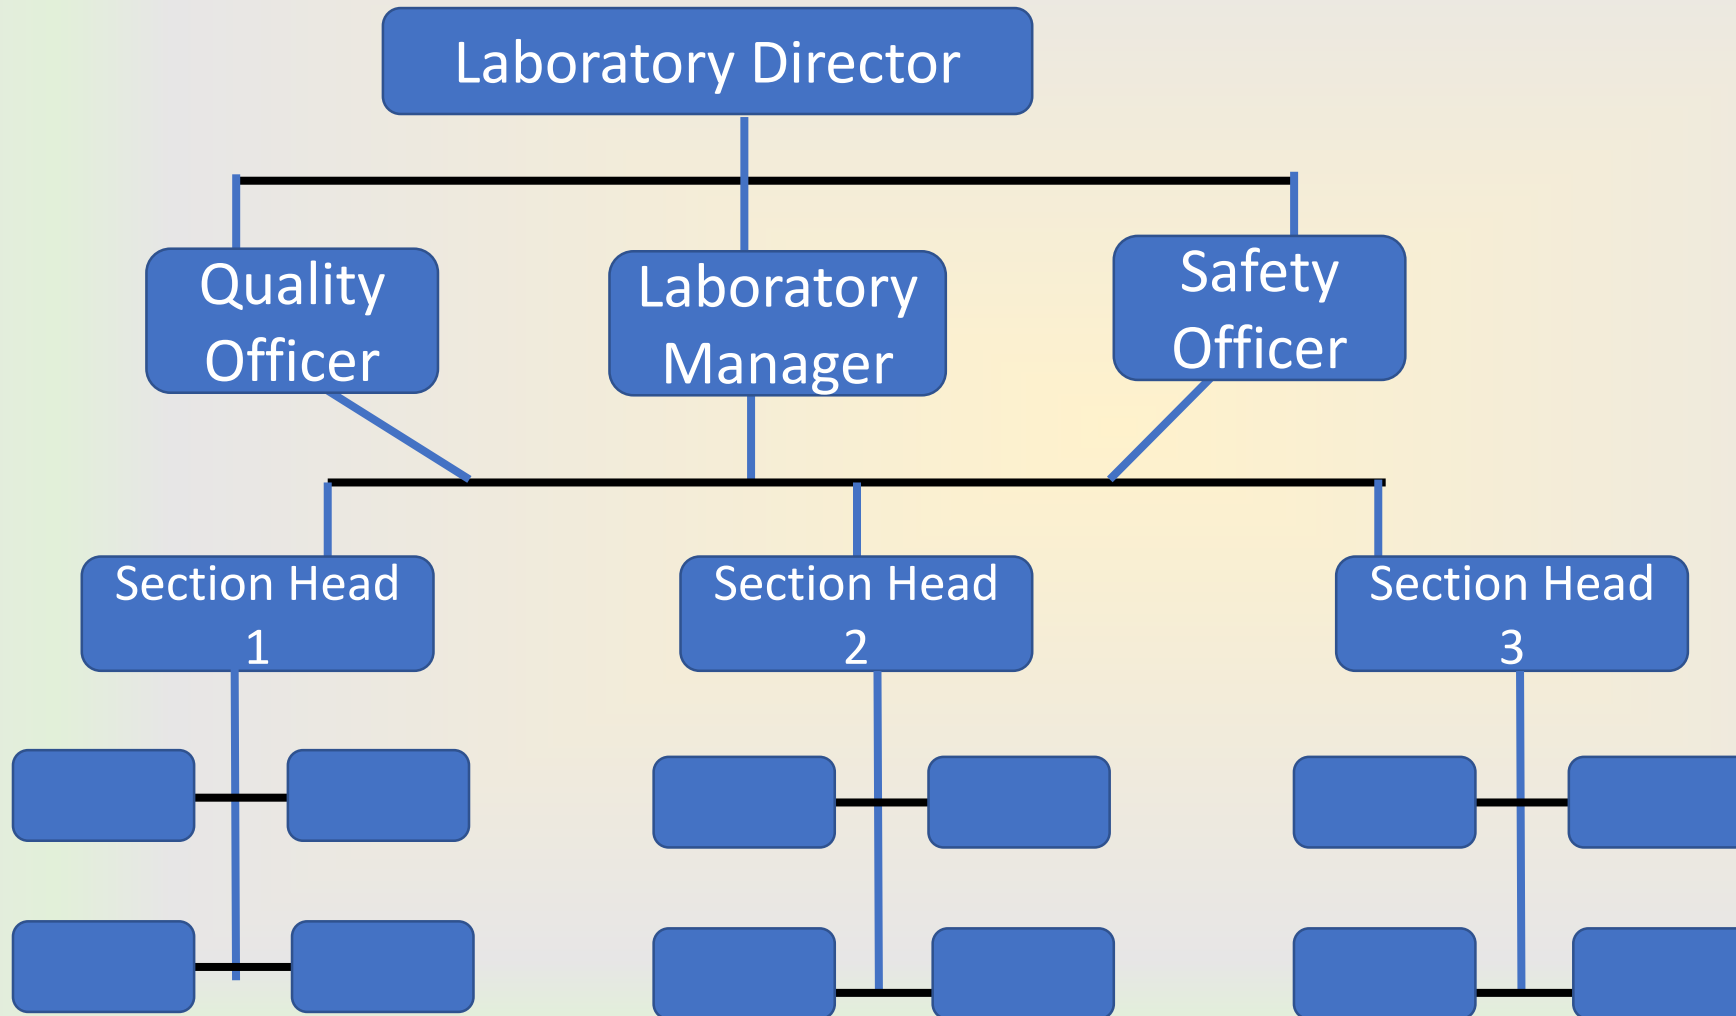 Laboratory Director
Quality
Officer
Laboratory
Manager
Safety
Officer
Section Head
1
Section Head
2
Section Head
3